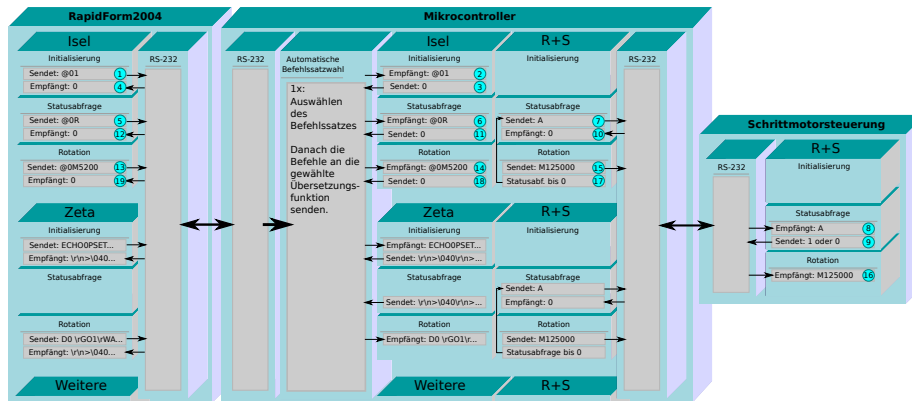 RapidForm2004
Isel
Initialisierung
Sendet: @01 1
Empfängt: 0 4
Statusabfrage
Sendet: @0R 5
Empfängt: 0 12
Rotation
Sendet: @0M5200 13
Empfängt: 0 19
Zeta
Initialisierung
Sendet: ECHO0PSET...
Empfängt: \r\n>\040...
Statusabfrage
Rotation
Sendet: D0 \rGO1\rWA...
Empfängt: \r\n>\040...
Weitere
RS-232
Mikrocontroller
RS-232
Automatische
Befehlssatzwahl
1x:
Auswählen
des
Befehlssatzes
Danach die
Befehle an die
gewählte
Übersetzungs-
funktion
senden.
Isel
Initialisierung
Empfängt: @01 2
Sendet: 0 3
Statusabfrage
Empfängt: @0R 6
Sendet: 0 11
Rotation
Empfängt: @0M5200 14
Sendet: 0 18
Zeta
Initialisierung
Empfängt: ECHO0PSET...
Sendet: \r\n>\040\r\n>...
Statusabfrage
Sendet: \r\n>\040\r\n>...
Rotation
Empfängt: D0 \rGO1\r...
Weitere
R+S
Initialisierung
Statusabfrage
Sendet: A 7
Empfängt: 0 10
Rotation
Sendet: M125000 15
Statusabf. bis 0 17
R+S
Initialisierung
Statusabfrage
Sendet: A
Empfängt: 0
Rotation
Sendet: M125000
Statusabfrage bis 0
R+S
RS-232
Schrittmotorsteuerung
RS-232
R+S
Initialisierung
Statusabfrage
Empfängt: A 8
Sendet: 1 oder 0 9
Rotation
Empfängt: M125000 16